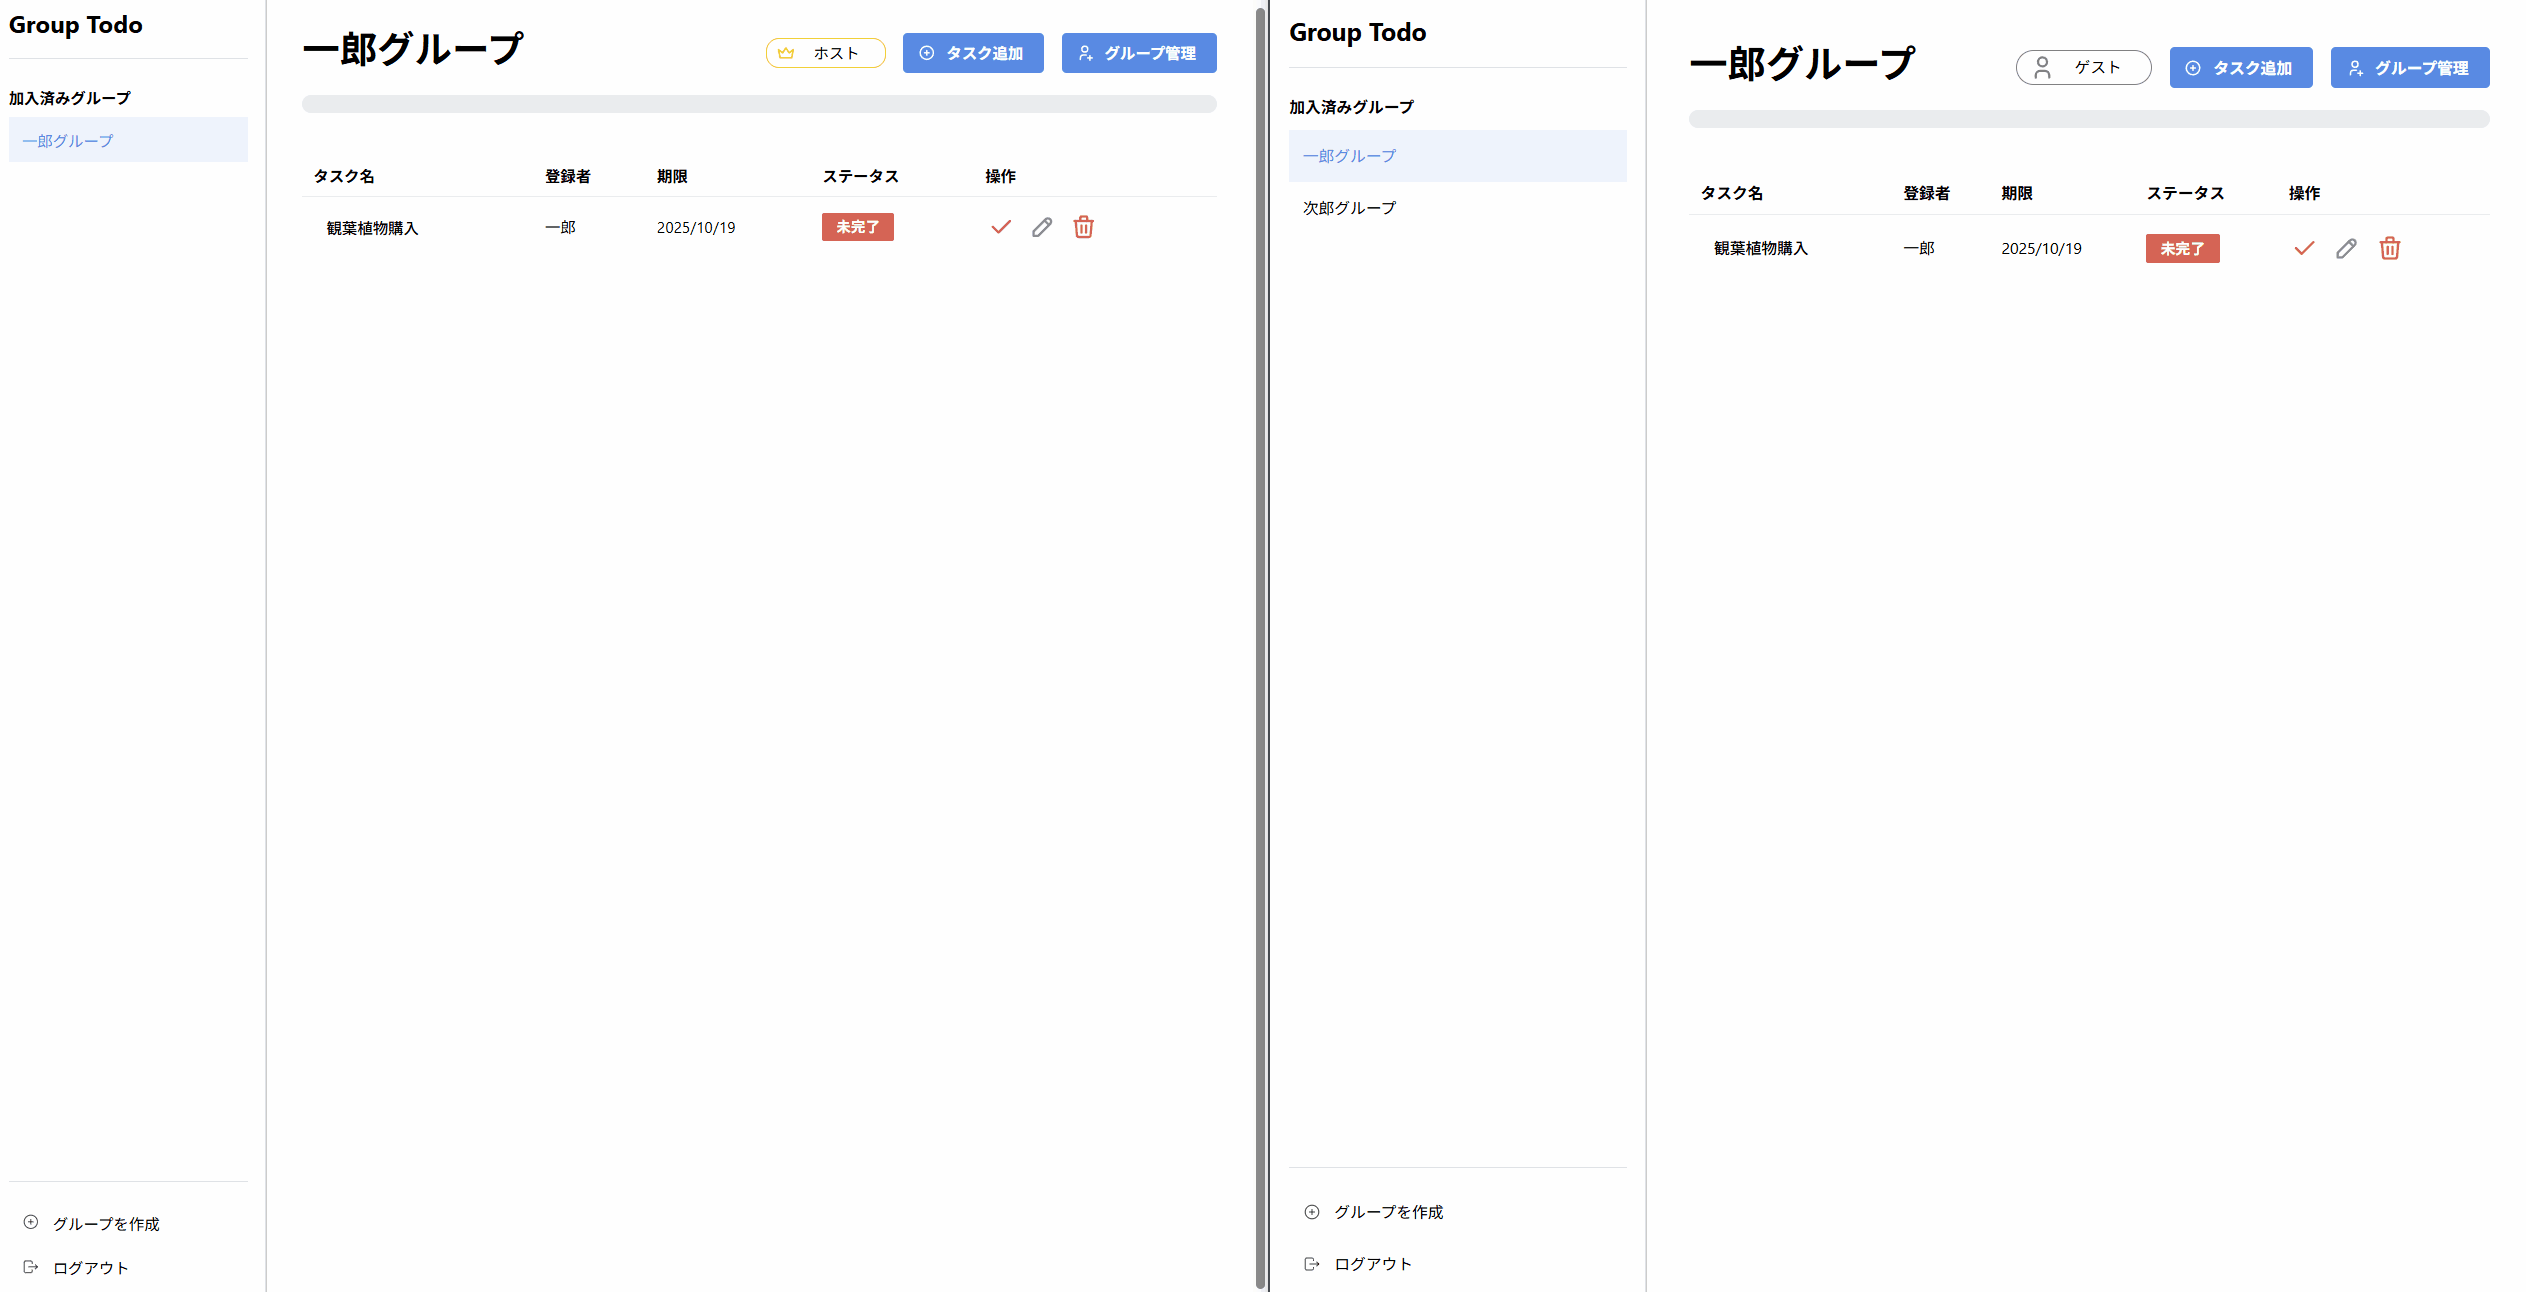 Group Todo
加入済みグループ
一郎グループ
グループを作成
ログアウト
一郎グループ
ホスト
タスク追加
グループ管理
タスク名 登録者 期限 ステータス 操作
観葉植物購入 一郎 2025/10/19 未完了
Group Todo
加入済みグループ
一郎グループ
次郎グループ
グループを作成
ログアウト
一郎グループ
ゲスト
タスク追加
グループ管理
タスク名 登録者 期限 ステータス 操作
観葉植物購入 一郎 2025/10/19 未完了